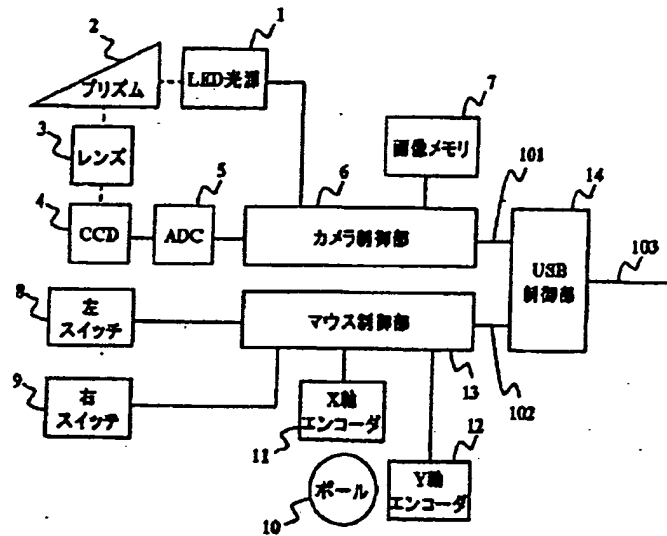 2
1
プリズム
LED光源
7
画像メモリ
3
レンズ
5
6
101
14
4
CCD
ADC
カメラ制御部
USB
制御部
103
8
左
スイッチ
マウス制御部
102
13
9
右
スイッチ
X軸
エンコーダ
11
12
Y軸
エンコーダ
ボール
10